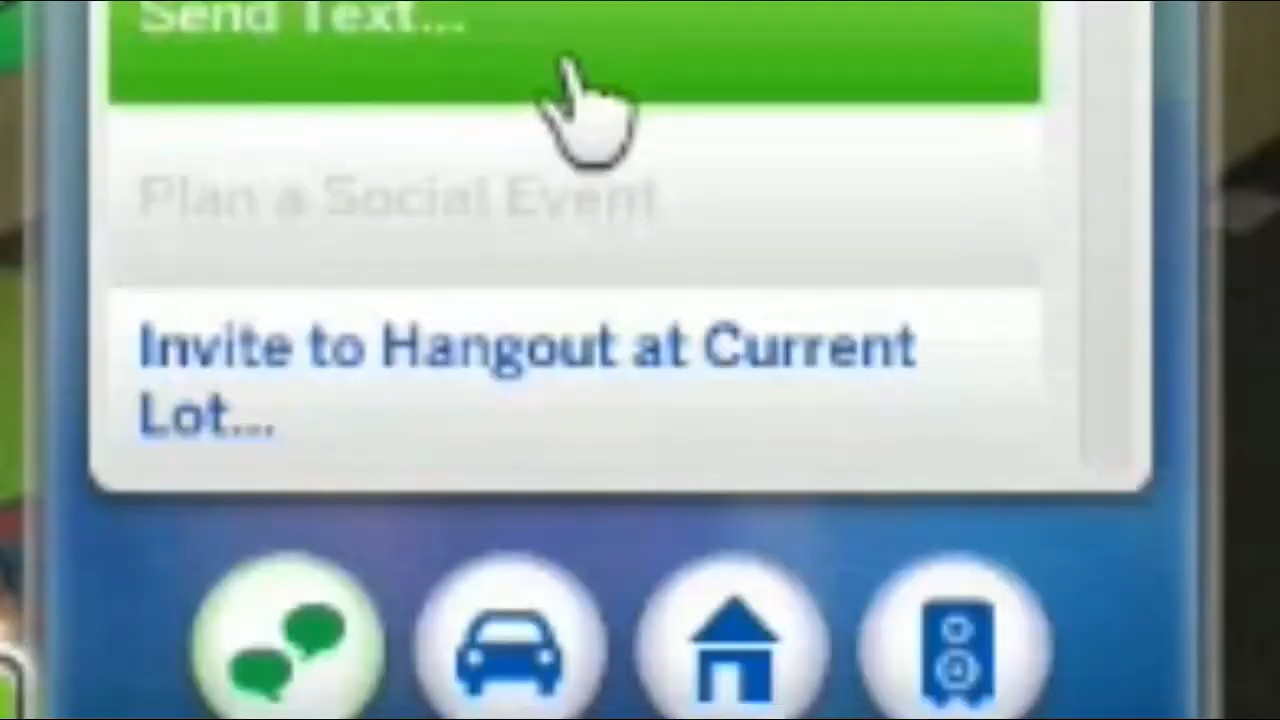 Send Text...
Plan a Social Event
Invite to Hangout at Current
Lot...